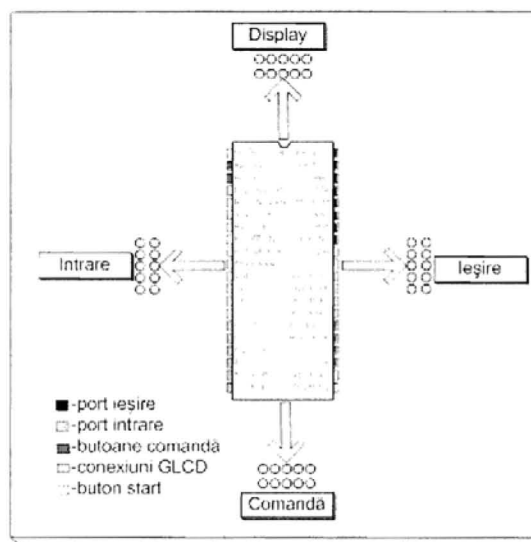 Display
Intrare
Ieşire
-port ieşire
-port intrare
-butoane comandă
-conexiuni GLCD
-buton start
Comandă